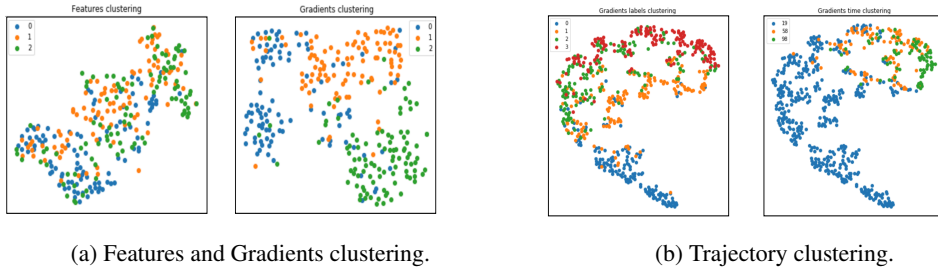 Features clustering
0
1
2
Gradients clustering
0
1
2
Gradients labels clustering
0
1
2
3
Gradients time clustering
19
58
98
(a) Features and Gradients clustering.
(b) Trajectory clustering.